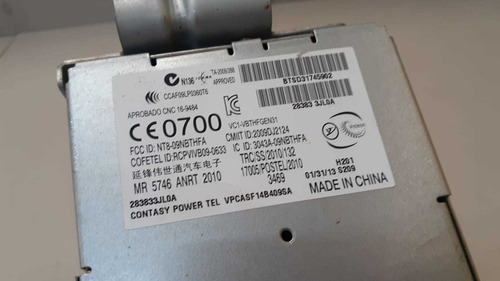 N136 TA-2009/288
CCAF09LP0360T6
BTSD31745902
APROBADO CNC 16-9484
28383 3JL0A
CE0700
VC1-VBTHFGEN31
FCC ID: NT8-09NBTHFA
CMIIT ID:2009DJ2124
COFETEL ID:RCPVIVB09-0633
IC ID: 3043A-09NBTHFA
延锋伟世通汽车电子
TRC/SS/2010/132
MR 5746 ANRT 2010
17005/POSTEL/2010
3469
H201
283833JL0A
01/31/13 S209
CONTASY POWER TEL VPCASF14B409SA
MADE IN CHINA